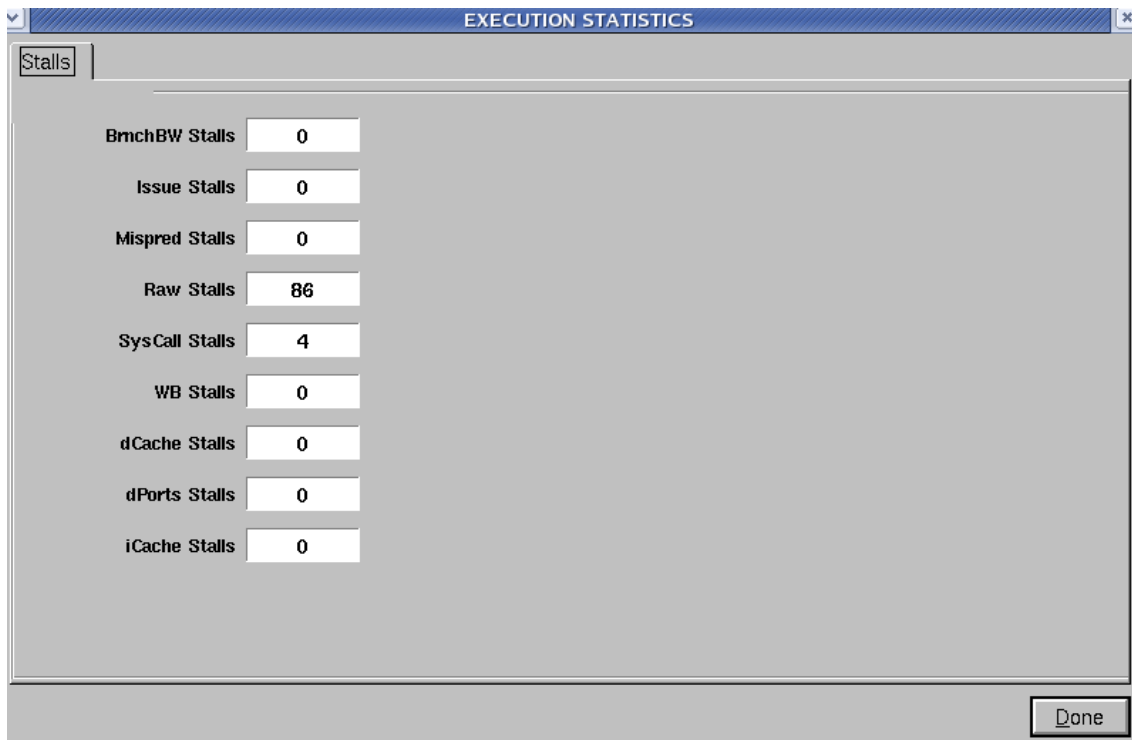 EXECUTION STATISTICS
Stalls
BrnchBW Stalls 0
Issue Stalls 0
Mispred Stalls 0
Raw Stalls 86
SysCall Stalls 4
WB Stalls 0
dCache Stalls 0
dPorts Stalls 0
iCache Stalls 0
Done